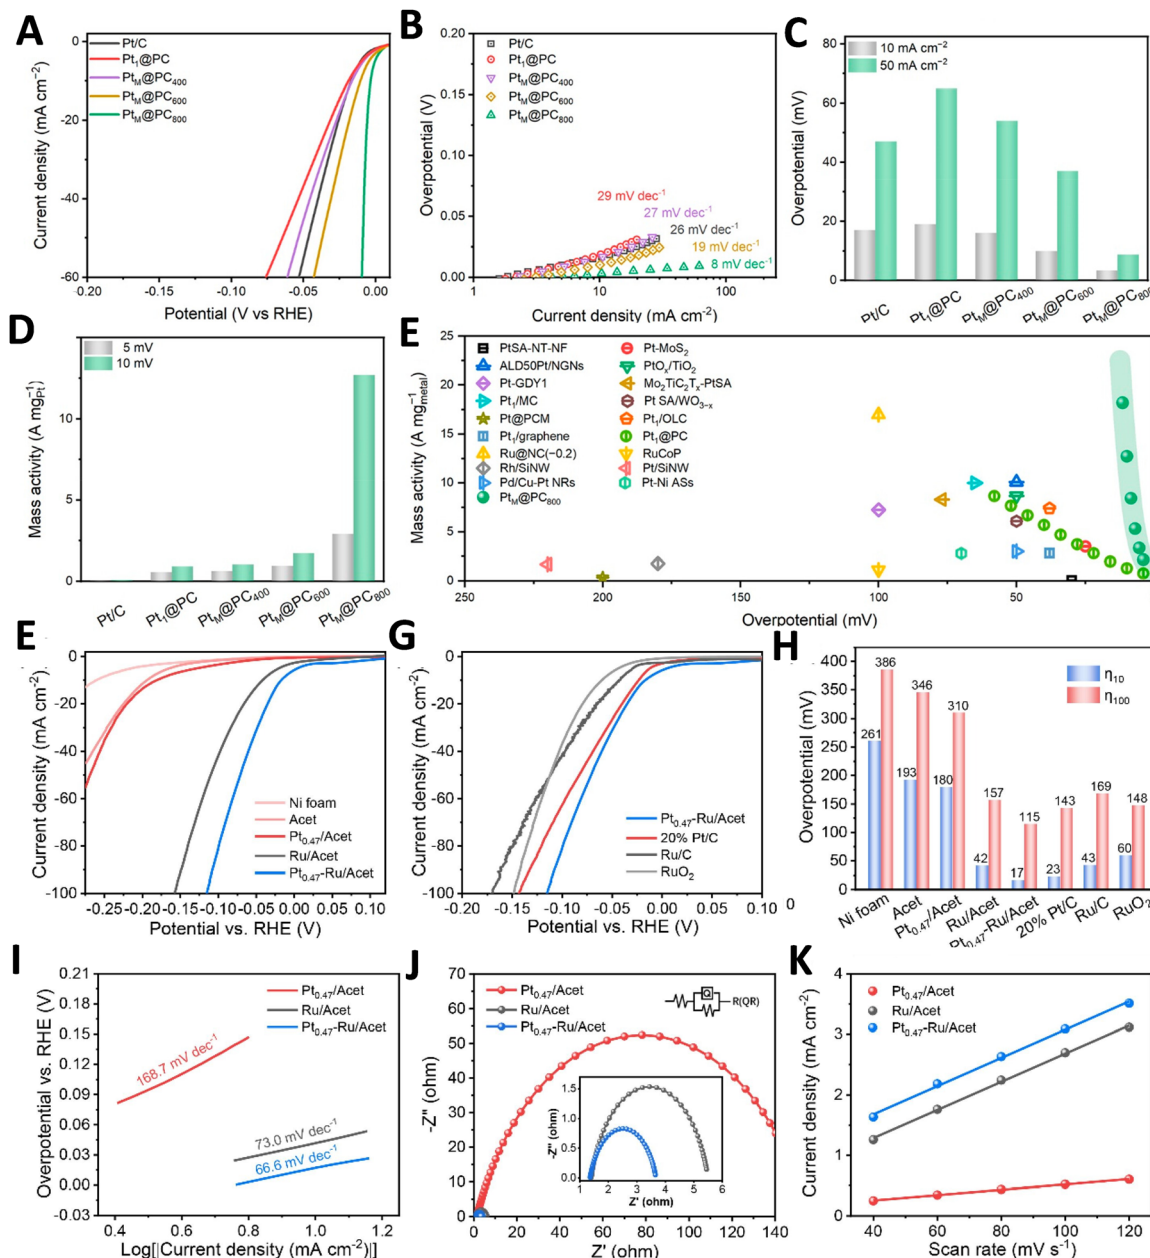 A
Current density (mA cm⁻²)
0
-20
-40
-60
Pt/C
Pt₁@PC
Ptₘ@PC₄₀₀
Ptₘ@PC₆₀₀
Ptₘ@PC₈₀₀
-0.20
-0.15
-0.10
-0.05
0.00
Potential (V vs RHE)
B
Overpotential (V)
0.20
0.15
0.10
0.05
0.00
Pt/C
Pt₁@PC
Ptₘ@PC₄₀₀
Ptₘ@PC₆₀₀
Ptₘ@PC₈₀₀
29 mV dec⁻¹
27 mV dec⁻¹
26 mV dec⁻¹
19 mV dec⁻¹
8 mV dec⁻¹
1
10
100
Current density (mA cm⁻²)
C
Overpotential (mV)
80
60
40
20
0
10 mA cm⁻²
50 mA cm⁻²
Pt/C
Pt₁@PC
Ptₘ@PC₄₀₀
Ptₘ@PC₆₀₀
Ptₘ@PC₈₀₀
D
Mass activity (A mg⁻¹Pt)
10
5
0
5 mV
10 mV
Pt/C
Pt₁@PC
Ptₘ@PC₄₀₀
Ptₘ@PC₆₀₀
Ptₘ@PC₈₀₀
E
Mass activity (A mg⁻¹metal)
25
20
15
10
5
0
PtSA-NT-NF
ALD50Pt/NGNs
Pt-GDY1
Pt₁/MC
Pt@PCM
Pt₁/graphene
Ru@NC(−0.2)
Rh/SiNW
Pd/Cu-Pt NRs
Ptₘ@PC₈₀₀
Pt-MoS₂
PtOₓ/TiO₂
Mo₂TiC₂Tₓ-PtSA
Pt SA/WO₃₋ₓ
Pt₁/OLC
Pt₁@PC
RuCoP
Pt/SiNW
Pt-Ni ASs
250
200
150
100
50
0
Overpotential (mV)
E
Current density (mA cm⁻²)
0
-20
-40
-60
-80
-100
Ni foam
Acet
Pt₀.₄₇/Acet
Ru/Acet
Pt₀.₄₇-Ru/Acet
-0.25
-0.20
-0.15
-0.10
-0.05
0.00
0.05
0.10
Potential vs. RHE (V)
G
Current density (mA cm⁻²)
0
-20
-40
-60
-80
-100
Pt₀.₄₇-Ru/Acet
20% Pt/C
Ru/C
RuO₂
-0.20
-0.15
-0.10
-0.05
0.00
0.05
0.10
0
Potential vs. RHE (V)
H
Overpotential (mV)
400
350
300
250
200
150
100
50
0
η₁₀
η₁₀₀
261
386
193
346
180
310
42
157
17
115
23
143
43
169
60
148
Ni foam
Acet
Pt₀.₄₇/Acet
Ru/Acet
Pt₀.₄₇-Ru/Acet
20% Pt/C
Ru/C
RuO₂
I
Overpotential vs. RHE (V)
0.21
0.18
0.15
0.12
0.09
0.06
0.03
0.00
-0.03
Pt₀.₄₇/Acet
Ru/Acet
Pt₀.₄₇-Ru/Acet
168.7 mV dec⁻¹
73.0 mV dec⁻¹
66.6 mV dec⁻¹
0.4
0.6
0.8
1.0
1.2
Log[|Current density (mA cm⁻²)|]
J
-Z'' (ohm)
70
60
50
40
30
20
10
0
Pt₀.₄₇/Acet
Ru/Acet
Pt₀.₄₇-Ru/Acet
Q
R(QR)
-Z'' (ohm)
1.5
1.0
0.5
0.0
1
2
3
4
5
6
Z' (ohm)
0
20
40
60
80
100
120
140
Z' (ohm)
K
Current density (mA cm⁻²)
4
3
2
1
0
Pt₀.₄₇/Acet
Ru/Acet
Pt₀.₄₇-Ru/Acet
40
60
80
100
120
Scan rate (mV s⁻¹)